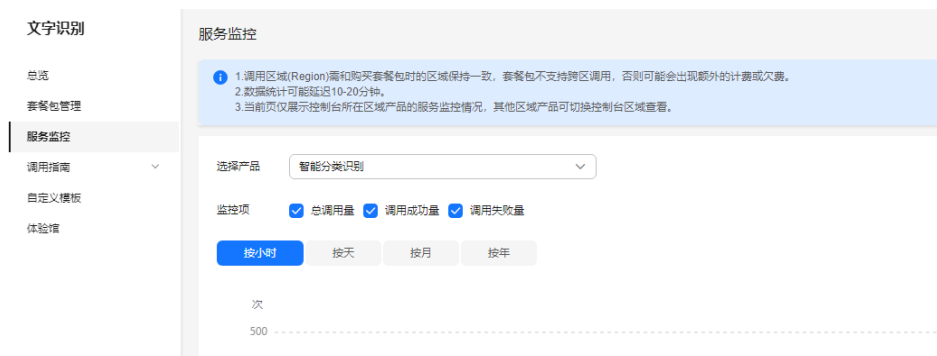 文字识别
服务监控
总览
套餐包管理
服务监控
调用指南
自定义模板
体验馆
1.调用区域(Region)需和购买套餐包时的区域保持一致，套餐包不支持跨区调用，否则可能会出现额外的计费或欠费。
2.数据统计可能延迟10-20分钟。
3.当前页仅展示控制台所在区域产品的服务监控情况，其他区域产品可切换控制台区域查看。
选择产品 智能分类识别
监控项 总调用量 调用成功量 调用失败量
按小时 按天 按月 按年
次
500